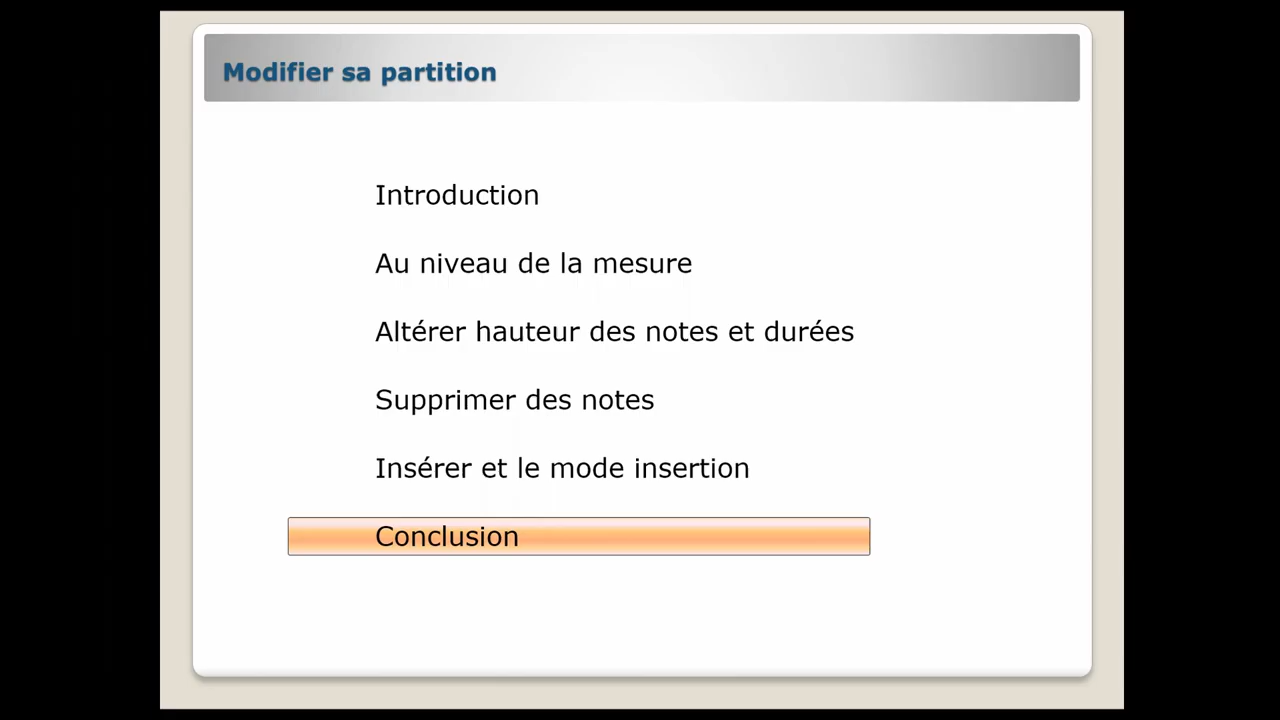 Modifier sa partition
Introduction
Au niveau de la mesure
Altérer hauteur des notes et durées
Supprimer des notes
Insérer et le mode insertion
Conclusion